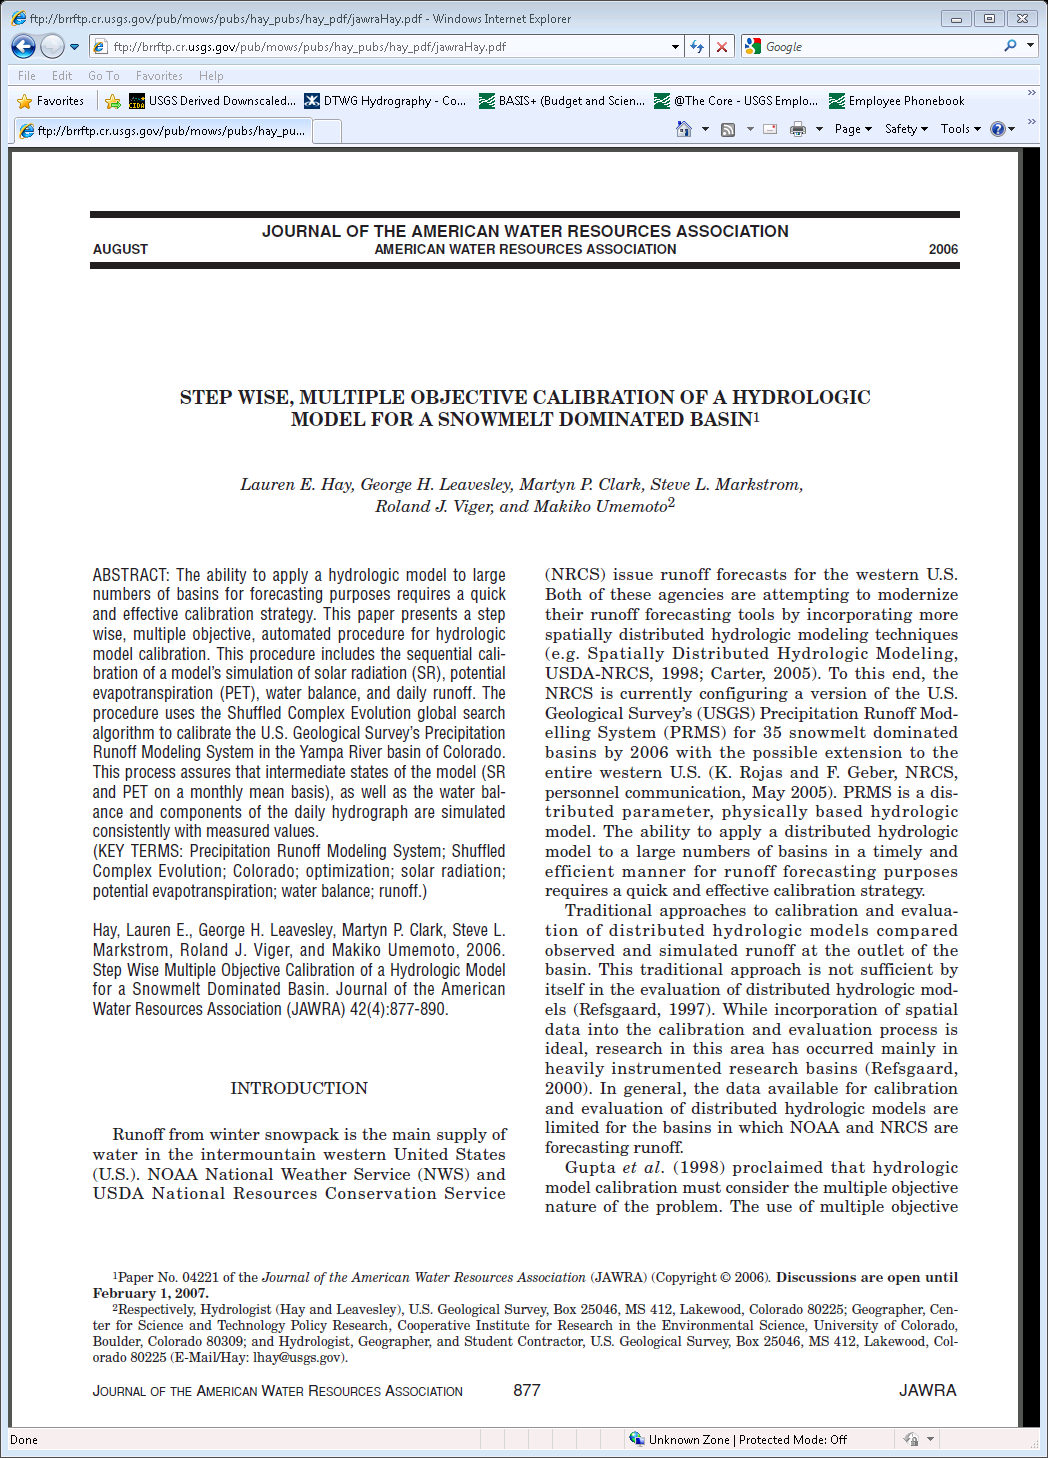 ftp://brrftp.cr.usgs.gov/pub/mows/pubs/hay_pubs/hay_pdf/jawraHay.pdf - Windows Internet Explorer
ftp://brrftp.cr.usgs.gov/pub/mows/pubs/hay_pubs/hay_pdf/jawraHay.pdf
Google
File Edit Go To Favorites Help
Favorites USGS Derived Downscaled... DTWG Hydrography - Co... BASIS+ (Budget and Scien... @The Core - USGS Emplo... Employee Phonebook
ftp://brrftp.cr.usgs.gov/pub/mows/pubs/hay_pu... Page Safety Tools
JOURNAL OF THE AMERICAN WATER RESOURCES ASSOCIATION
AUGUST AMERICAN WATER RESOURCES ASSOCIATION 2006
STEP WISE, MULTIPLE OBJECTIVE CALIBRATION OF A HYDROLOGIC
MODEL FOR A SNOWMELT DOMINATED BASIN1
Lauren E. Hay, George H. Leavesley, Martyn P. Clark, Steve L. Markstrom,
Roland J. Viger, and Makiko Umemoto2
ABSTRACT: The ability to apply a hydrologic model to large
numbers of basins for forecasting purposes requires a quick
and effective calibration strategy. This paper presents a step
wise, multiple objective, automated procedure for hydrologic
model calibration. This procedure includes the sequential cali-
bration of a model's simulation of solar radiation (SR), potential
evapotranspiration (PET), water balance, and daily runoff. The
procedure uses the Shuffled Complex Evolution global search
algorithm to calibrate the U.S. Geological Survey's Precipitation
Runoff Modeling System in the Yampa River basin of Colorado.
This process assures that intermediate states of the model (SR
and PET on a monthly mean basis), as well as the water bal-
ance and components of the daily hydrograph are simulated
consistently with measured values.
(KEY TERMS: Precipitation Runoff Modeling System; Shuffled
Complex Evolution; Colorado; optimization; solar radiation;
potential evapotranspiration; water balance; runoff.)
Hay, Lauren E., George H. Leavesley, Martyn P. Clark, Steve L.
Markstrom, Roland J. Viger, and Makiko Umemoto, 2006.
Step Wise Multiple Objective Calibration of a Hydrologic Model
for a Snowmelt Dominated Basin. Journal of the American
Water Resources Association (JAWRA) 42(4):877-890.
INTRODUCTION
Runoff from winter snowpack is the main supply of
water in the intermountain western United States
(U.S.). NOAA National Weather Service (NWS) and
USDA National Resources Conservation Service
(NRCS) issue runoff forecasts for the western U.S.
Both of these agencies are attempting to modernize
their runoff forecasting tools by incorporating more
spatially distributed hydrologic modeling techniques
(e.g. Spatially Distributed Hydrologic Modeling,
USDA-NRCS, 1998; Carter, 2005). To this end, the
NRCS is currently configuring a version of the U.S.
Geological Survey's (USGS) Precipitation Runoff Mod-
elling System (PRMS) for 35 snowmelt dominated
basins by 2006 with the possible extension to the
entire western U.S. (K. Rojas and F. Geber, NRCS,
personnel communication, May 2005). PRMS is a dis-
tributed parameter, physically based hydrologic
model. The ability to apply a distributed hydrologic
model to a large numbers of basins in a timely and
efficient manner for runoff forecasting purposes
requires a quick and effective calibration strategy.
Traditional approaches to calibration and evalua-
tion of distributed hydrologic models compared
observed and simulated runoff at the outlet of the
basin. This traditional approach is not sufficient by
itself in the evaluation of distributed hydrologic mod-
els (Refsgaard, 1997). While incorporation of spatial
data into the calibration and evaluation process is
ideal, research in this area has occurred mainly in
heavily instrumented research basins (Refsgaard,
2000). In general, the data available for calibration
and evaluation of distributed hydrologic models are
limited for the basins in which NOAA and NRCS are
forecasting runoff.
Gupta et al. (1998) proclaimed that hydrologic
model calibration must consider the multiple objective
nature of the problem. The use of multiple objective
1Paper No. 04221 of the Journal of the American Water Resources Association (JAWRA) (Copyright © 2006). Discussions are open until
February 1, 2007.
2Respectively, Hydrologist (Hay and Leavesley), U.S. Geological Survey, Box 25046, MS 412, Lakewood, Colorado 80225; Geographer, Cen-
ter for Science and Technology Policy Research, Cooperative Institute for Research in the Environmental Science, University of Colorado,
Boulder, Colorado 80309; and Hydrologist, Geographer, and Student Contractor, U.S. Geological Survey, Box 25046, MS 412, Lakewood, Col-
orado 80225 (E-Mail/Hay: lhay@usgs.gov).
JOURNAL OF THE AMERICAN WATER RESOURCES ASSOCIATION 877 JAWRA
Done Unknown Zone | Protected Mode: Off